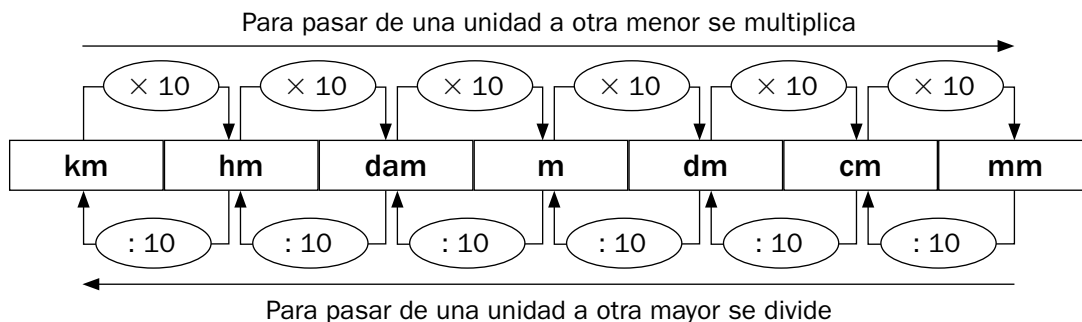 Para pasar de una unidad a otra menor se multiplica
× 10 × 10 × 10 × 10 × 10 × 10
km hm dam m dm cm mm
: 10 : 10 : 10 : 10 : 10 : 10
Para pasar de una unidad a otra mayor se divide